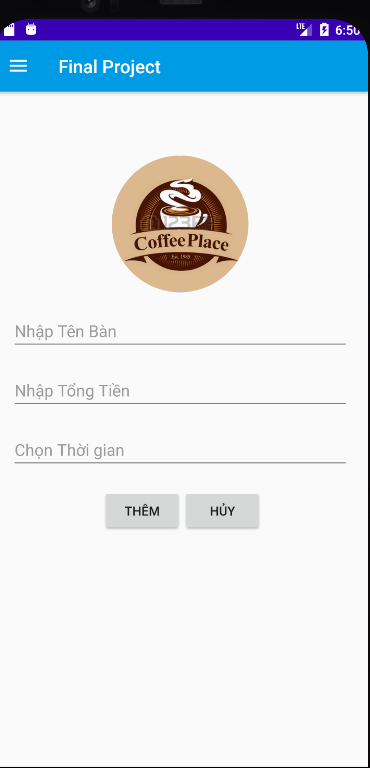 LTE
6:50
Final Project
Coffee Place
Est. 1985
Nhập Tên Bàn
Nhập Tổng Tiền
Chọn Thời gian
THÊM HỦY